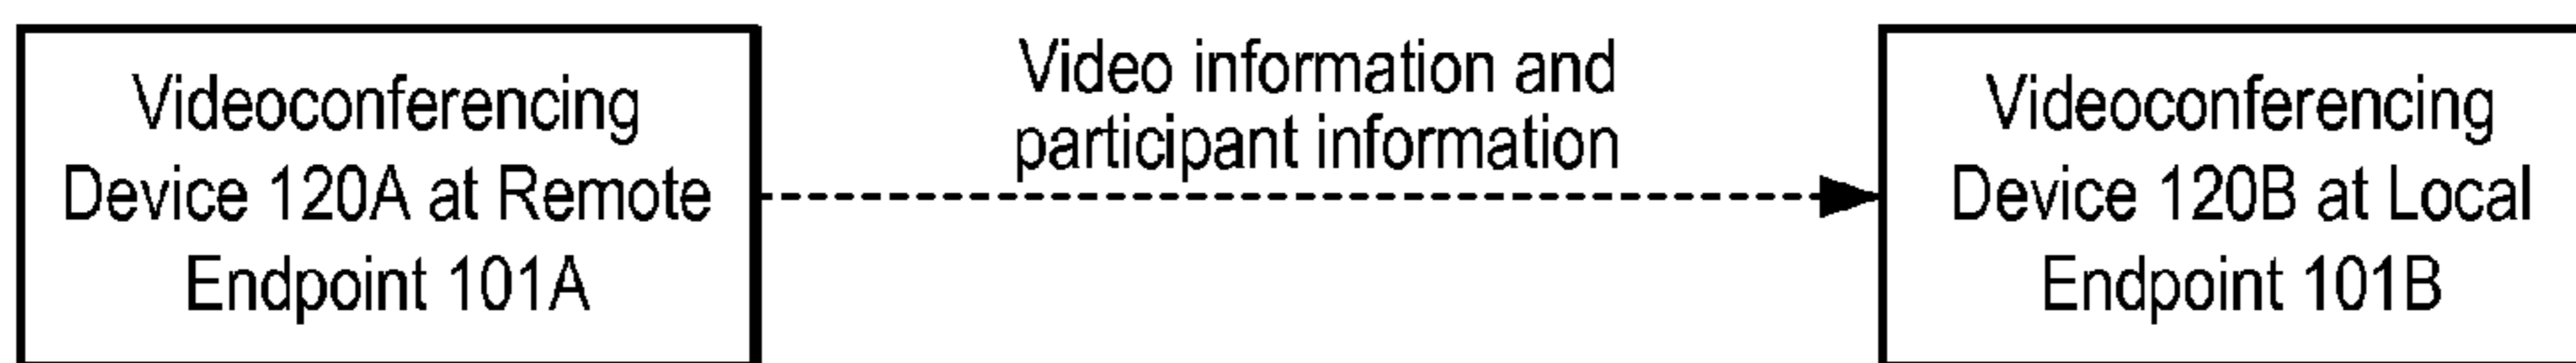 Videoconferencing
Device 120A at Remote
Endpoint 101A
Video information and
participant information
Videoconferencing
Device 120B at Local
Endpoint 101B